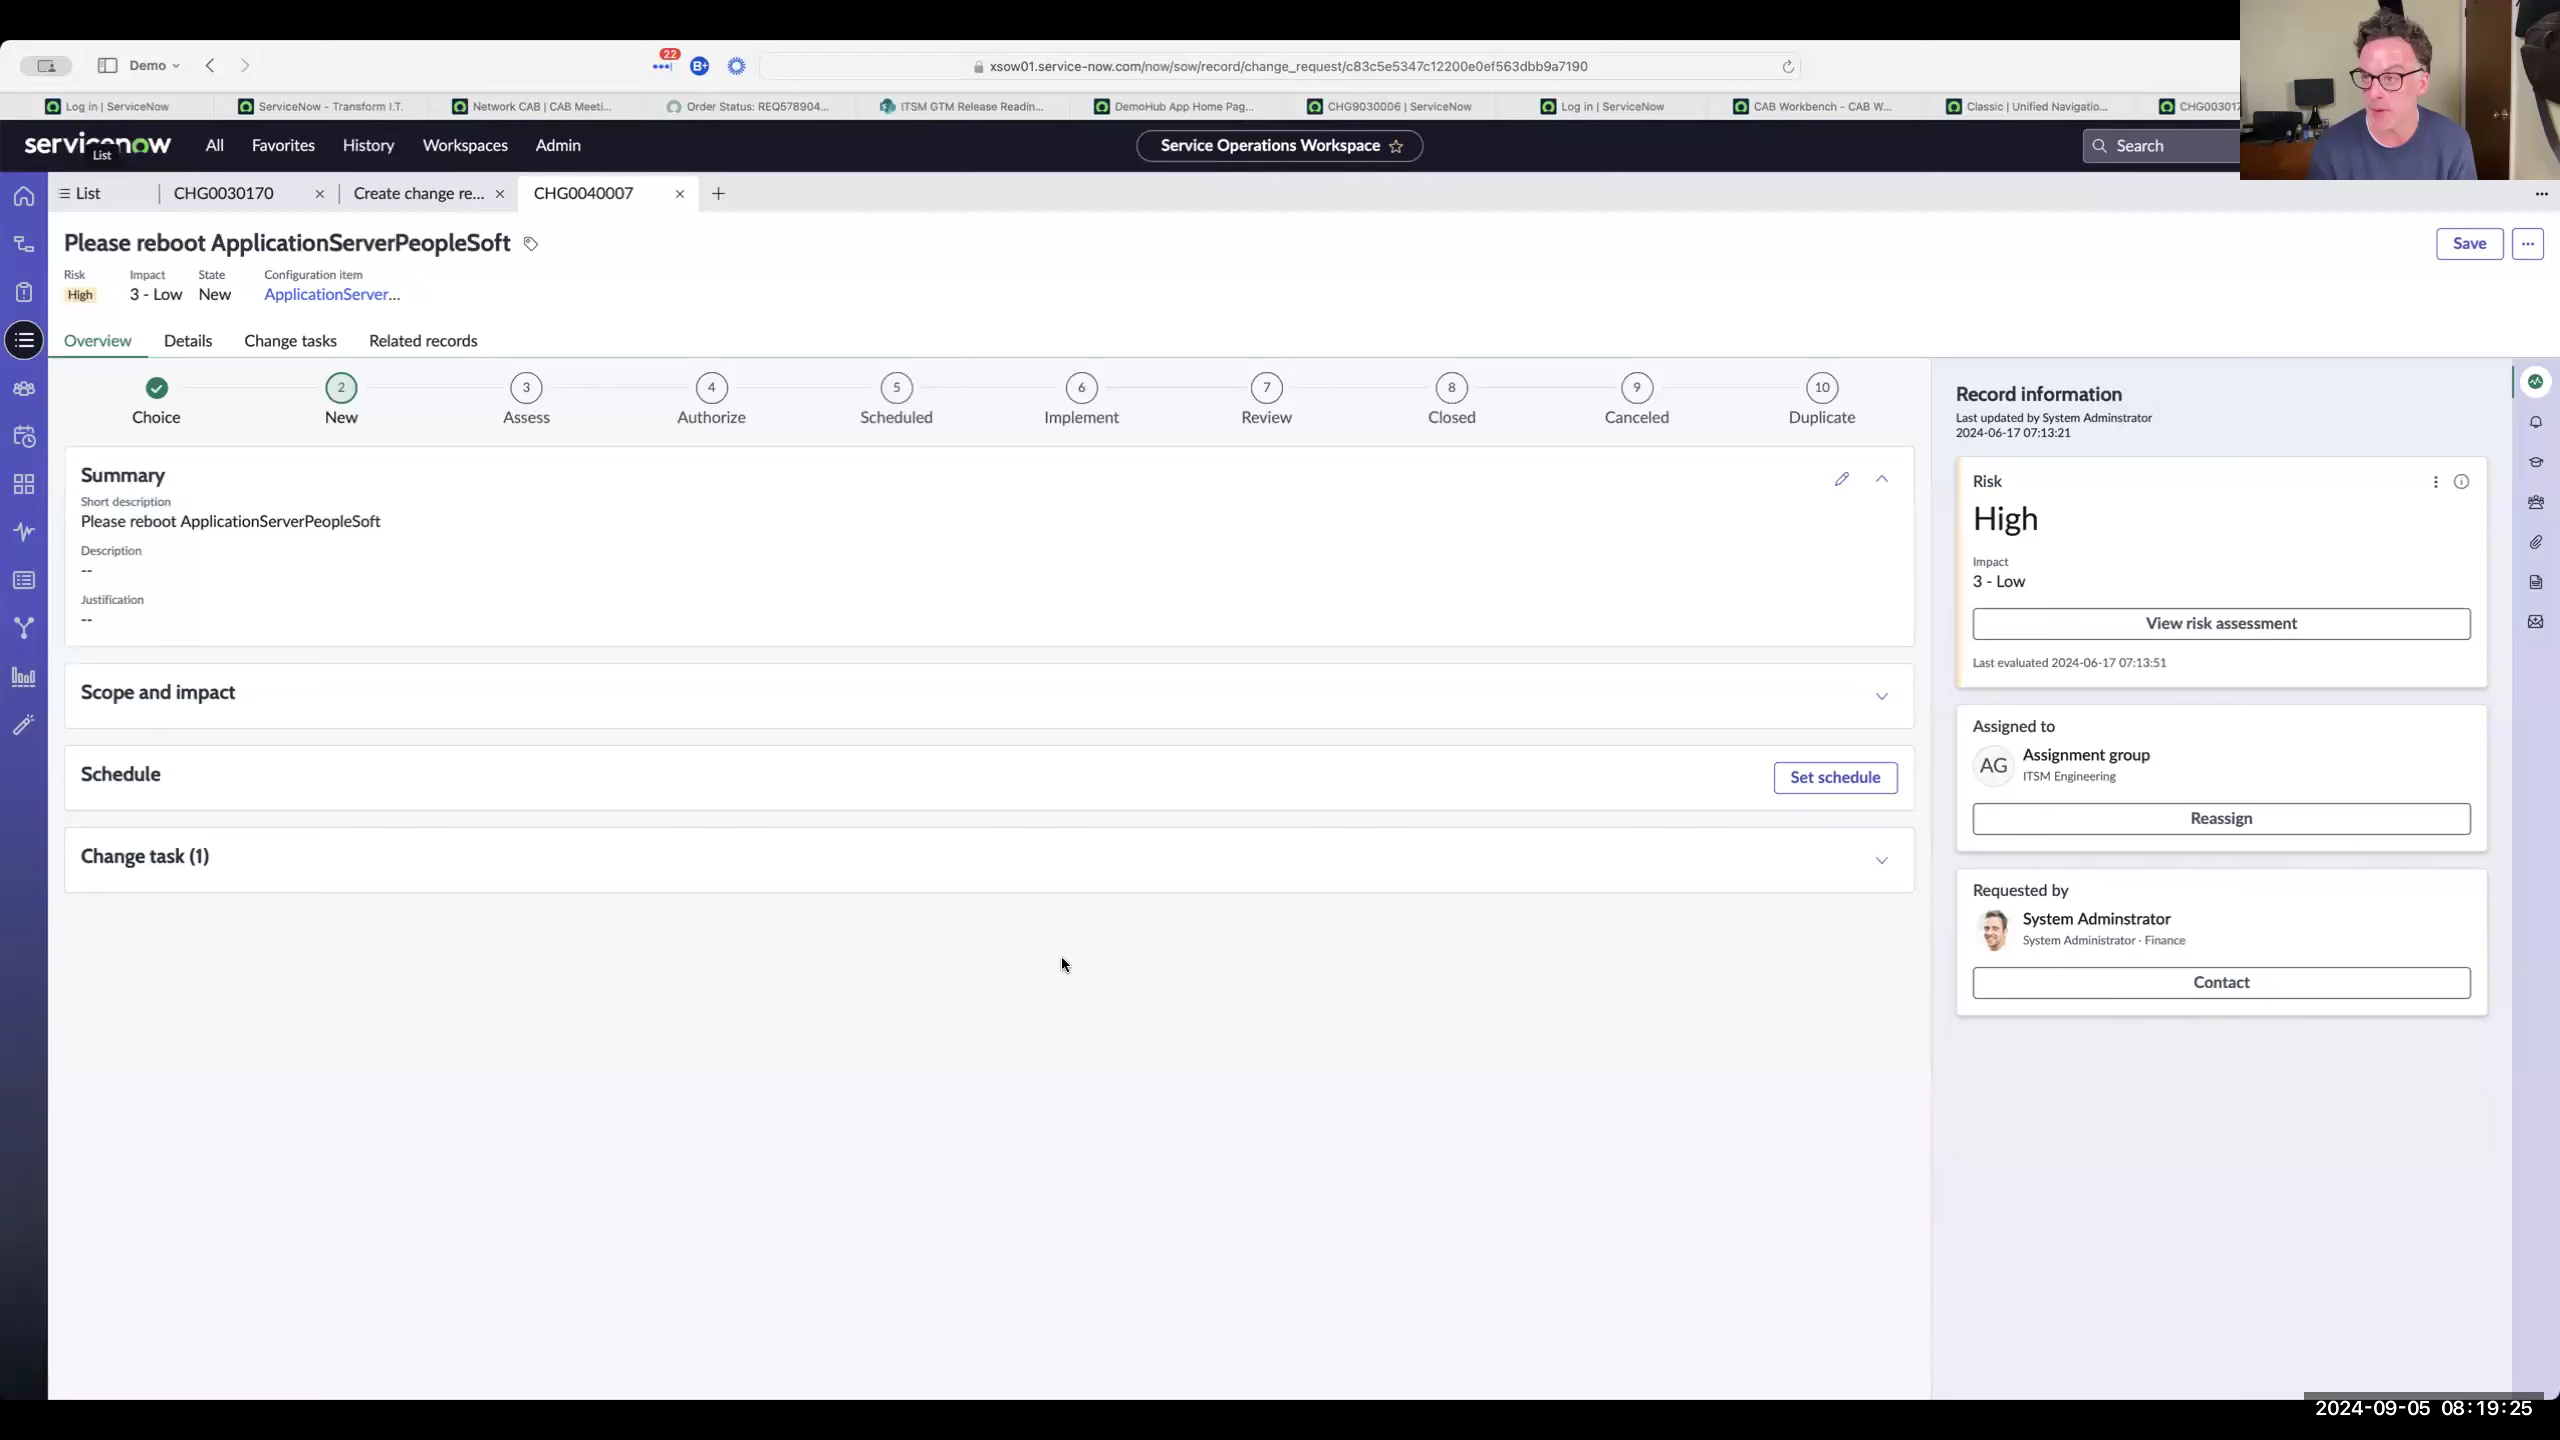 22
Demo
B+
xsow01.service-now.com/now/sow/record/change_request/c83c5e5347c12200e0ef563dbb9a7190
Log in | ServiceNow
ServiceNow - Transform I.T.
Network CAB | CAB Meeti...
Order Status: REQ578904...
ITSM GTM Release Readin...
DemoHub App Home Pag...
CHG9030006 | ServiceNow
Log in | ServiceNow
CAB Workbench - CAB W...
Classic | Unified Navigatio...
CHG003017
servicenow
List
All
Favorites
History
Workspaces
Admin
Service Operations Workspace
Search
List
CHG0030170
Create change re...
CHG0040007
Please reboot ApplicationServerPeopleSoft
Save
Risk
Impact
State
Configuration item
High
3 - Low
New
ApplicationServer...
Overview
Details
Change tasks
Related records
2
3
4
5
6
7
8
9
10
Choice
New
Assess
Authorize
Scheduled
Implement
Review
Closed
Canceled
Duplicate
Summary
Short description
Please reboot ApplicationServerPeopleSoft
Description
--
Justification
--
Scope and impact
Schedule
Set schedule
Change task (1)
Record information
Last updated by System Adminstrator
2024-06-17 07:13:21
Risk
High
Impact
3 - Low
View risk assessment
Last evaluated 2024-06-17 07:13:51
Assigned to
AG
Assignment group
ITSM Engineering
Reassign
Requested by
System Adminstrator
System Administrator · Finance
Contact
2024-09-05 08:19:25